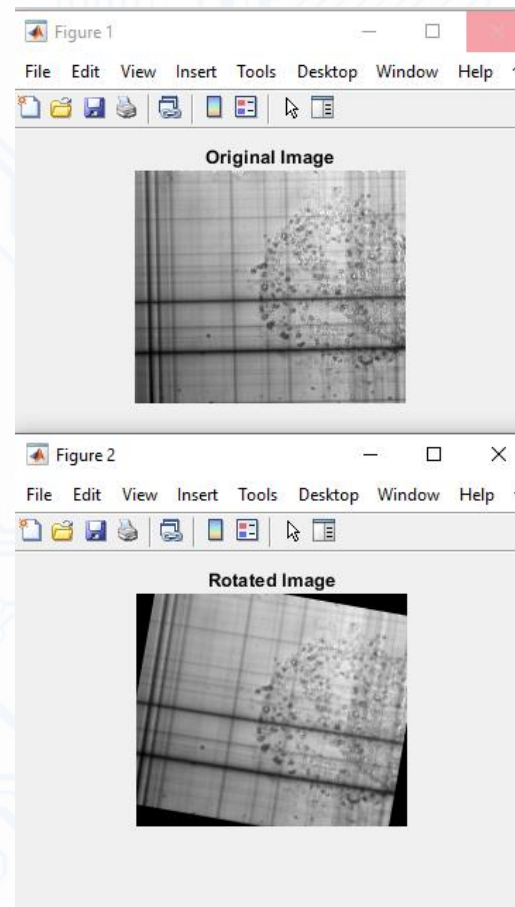 Figure 1
File Edit View Insert Tools Desktop Window Help
Original Image
Figure 2
File Edit View Insert Tools Desktop Window Help
Rotated Image